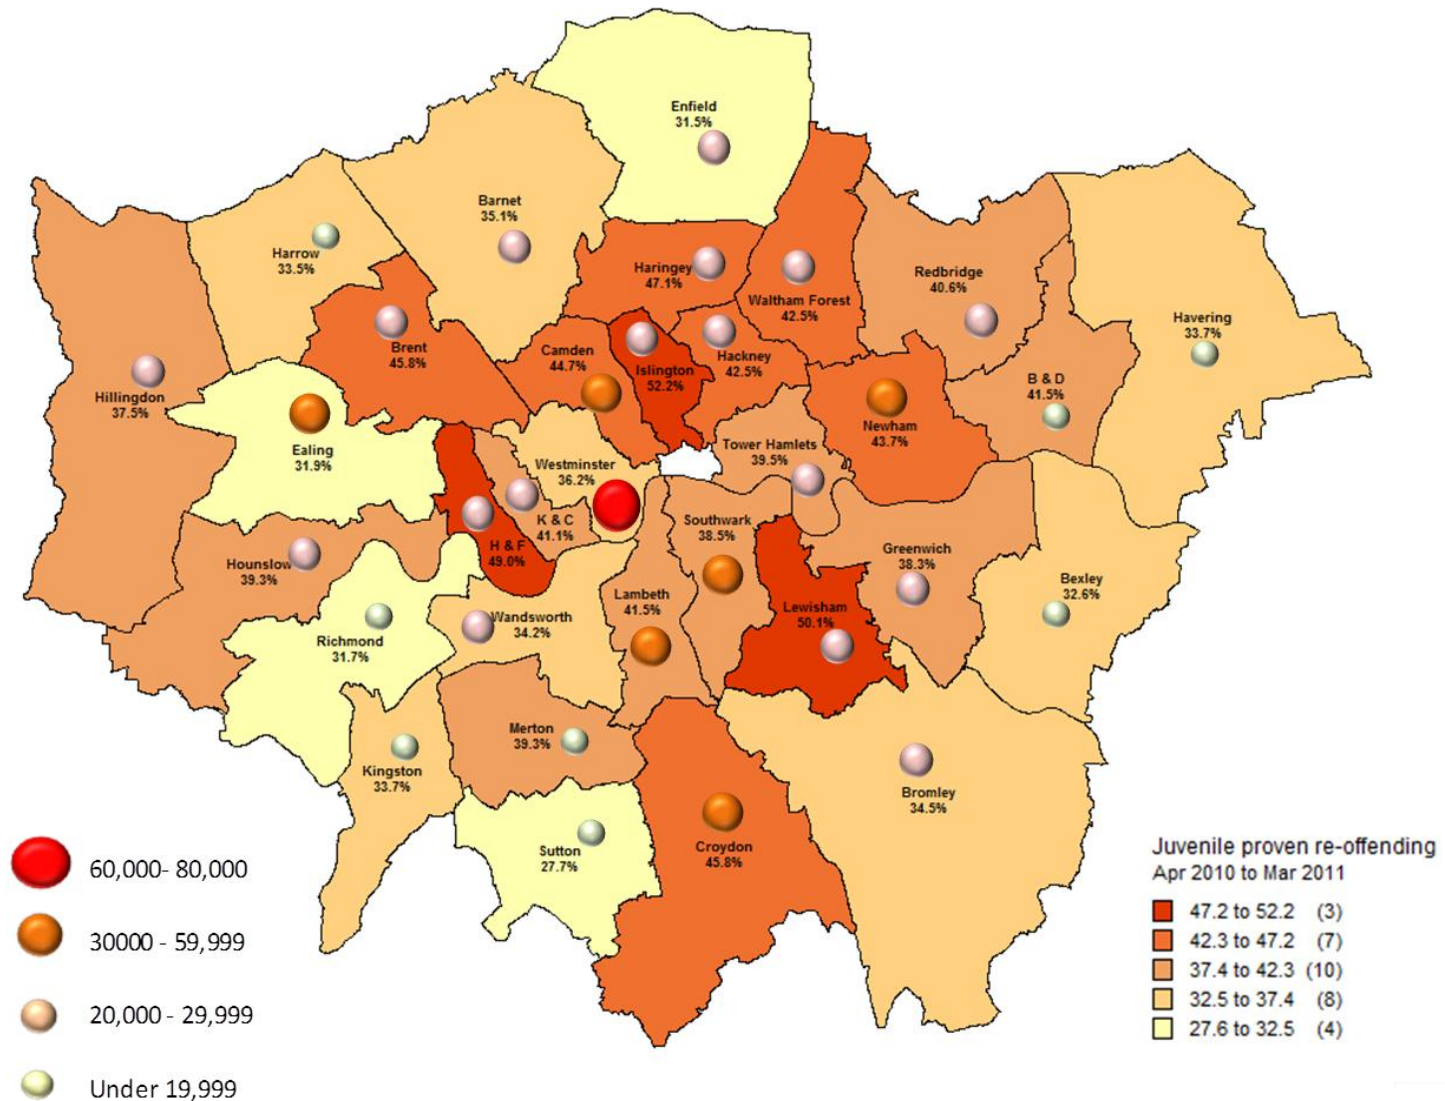 Enfield
31.5%
Barnet
35.1%
Harrow
33.5%
Haringey
47.1%
Waltham Forest
42.5%
Redbridge
40.6%
Havering
33.7%
Brent
45.8%
Camden
44.7%
Islington
52.2%
Hackney
42.5%
B & D
41.5%
Hillingdon
37.5%
Ealing
31.9%
Newham
43.7%
Tower Hamlets
39.5%
Westminster
36.2%
K & C
41.1%
H & F
49.0%
Southwark
38.5%
Greenwich
38.3%
Hounslow
39.3%
Bexley
32.6%
Lambeth
41.5%
Lewisham
50.1%
Wandsworth
34.2%
Richmond
31.7%
Merton
39.3%
Kingston
33.7%
Bromley
34.5%
Sutton
27.7%
Croydon
45.8%
60,000- 80,000
30000 - 59,999
20,000 - 29,999
Under 19,999
Juvenile proven re-offending
Apr 2010 to Mar 2011
47.2 to 52.2 (3)
42.3 to 47.2 (7)
37.4 to 42.3 (10)
32.5 to 37.4 (8)
27.6 to 32.5 (4)